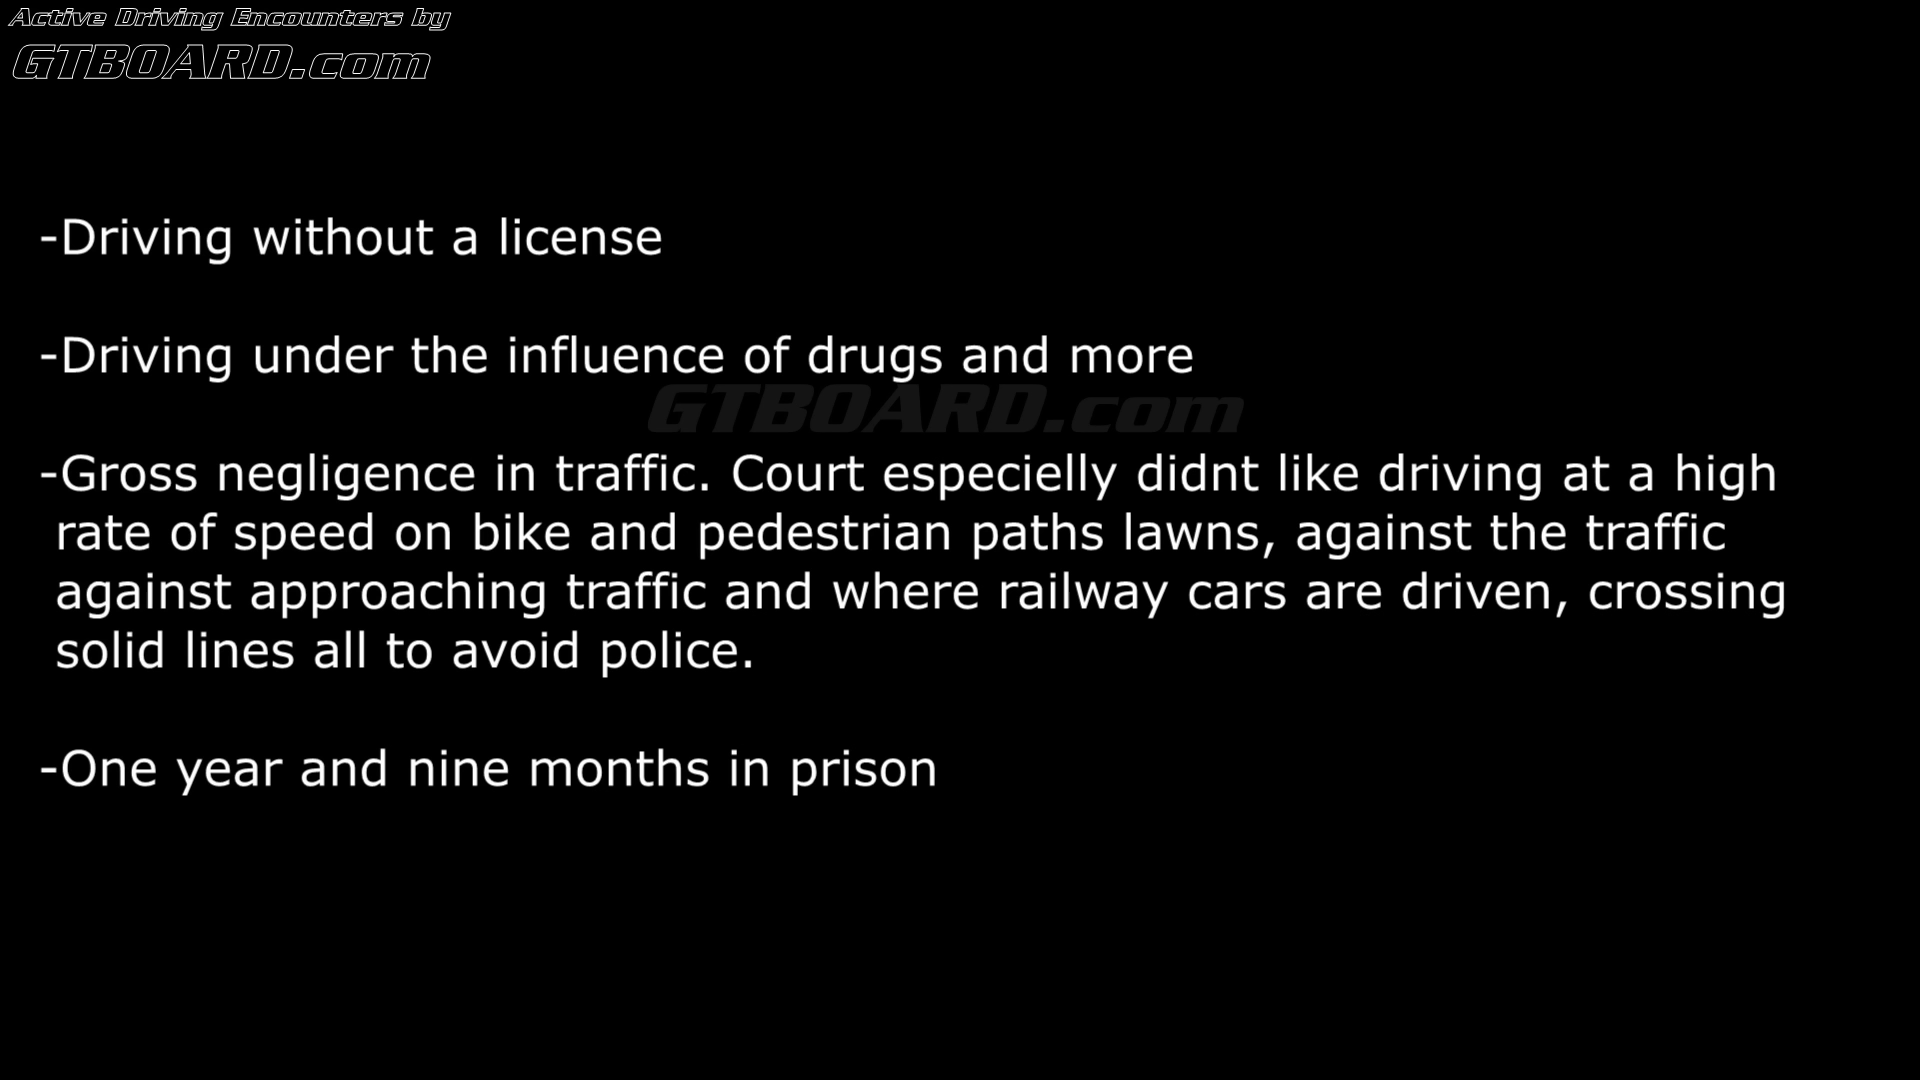 Active Driving Encounters by
GTBOARD.com
-Driving without a license
-Driving under the influence of drugs and more
GTBOARD.com
-Gross negligence in traffic. Court especielly didnt like driving at a high
rate of speed on bike and pedestrian paths lawns, against the traffic
against approaching traffic and where railway cars are driven, crossing
solid lines all to avoid police.
-One year and nine months in prison